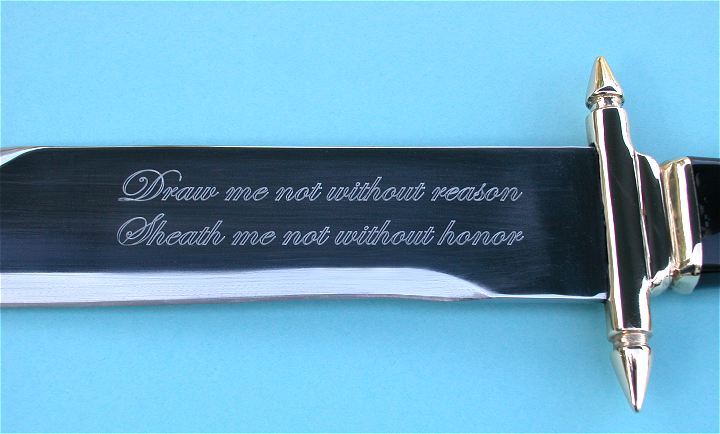 Draw me not without reason
Sheath me not without honor